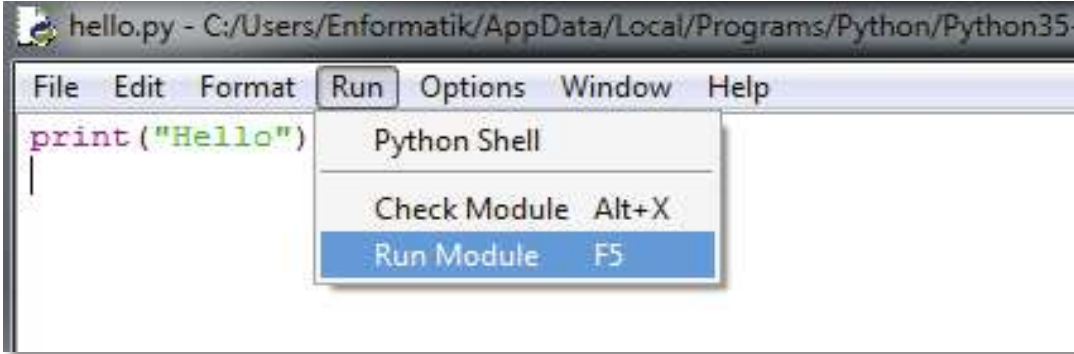 hello.py - C:/Users/Enformatik/AppData/Local/Programs/Python/Python35-
File Edit Format Run Options Window Help
print("Hello")
Python Shell
Check Module Alt+X
Run Module F5